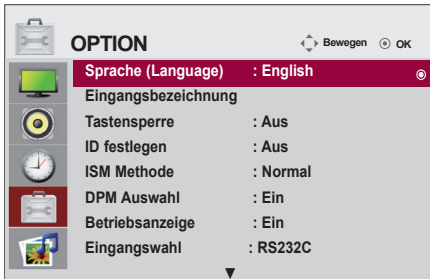 OPTION Bewegen OK
Sprache (Language) : English
Eingangsbezeichnung
Tastensperre : Aus
ID festlegen : Aus
ISM Methode : Normal
DPM Auswahl : Ein
Betriebsanzeige : Ein
Eingangswahl : RS232C